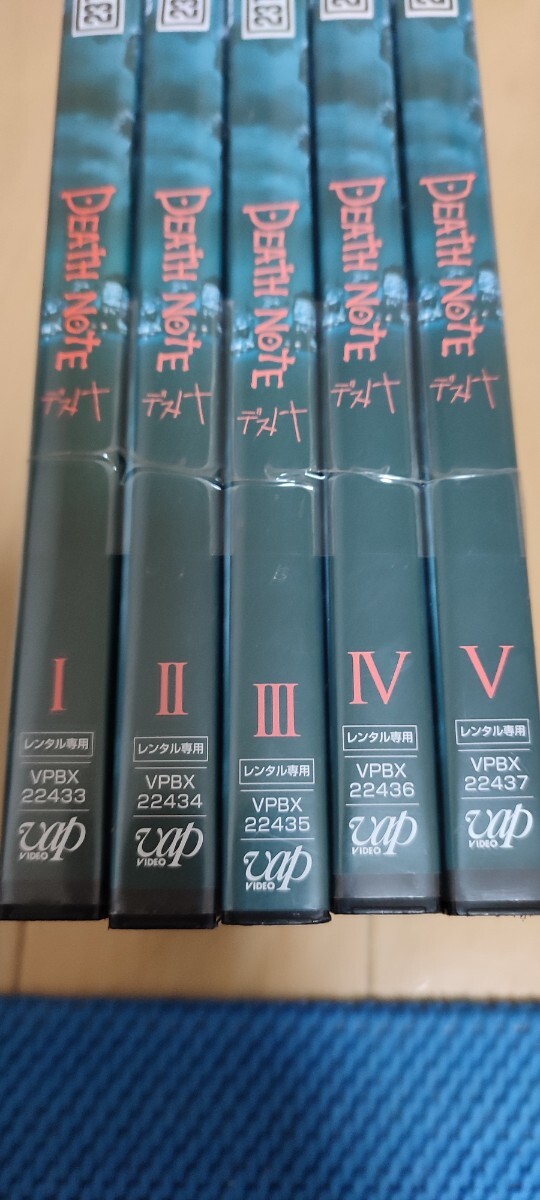 DEATH NOTE
デスノート
I
レンタル専用
VPBX
22433
vap
VIDEO
DEATH NOTE
デスノート
II
レンタル専用
VPBX
22434
vap
VIDEO
DEATH NOTE
デスノート
III
レンタル専用
VPBX
22435
vap
VIDEO
DEATH NOTE
デスノート
IV
レンタル専用
VPBX
22436
vap
VIDEO
DEATH NOTE
デスノート
V
レンタル専用
VPBX
22437
vap
VIDEO